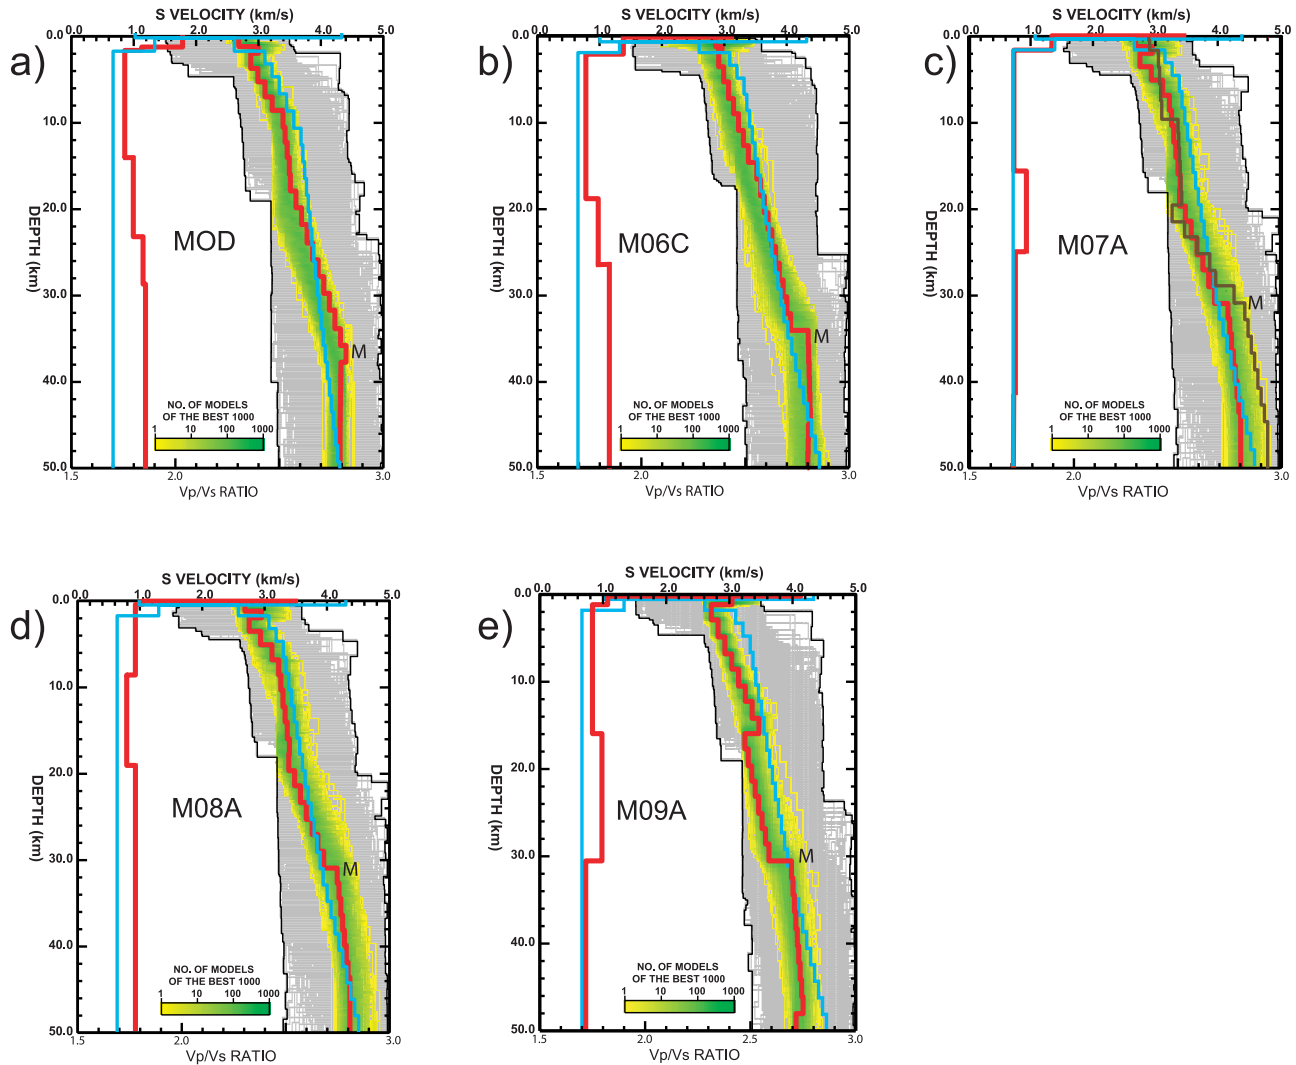 a)
S VELOCITY (km/s)
0.0 1.0 2.0 3.0 4.0 5.0
0.0
10.0
20.0
30.0
40.0
50.0
DEPTH (km)
MOD
M
NO. OF MODELS
OF THE BEST 1000
1 10 100 1000
1.5 2.0 2.5 3.0
Vp/Vs RATIO
b)
S VELOCITY (km/s)
0.0 1.0 2.0 3.0 4.0 5.0
0.0
10.0
20.0
30.0
40.0
50.0
DEPTH (km)
M06C
M
NO. OF MODELS
OF THE BEST 1000
1 10 100 1000
1.5 2.0 2.5 3.0
Vp/Vs RATIO
c)
S VELOCITY (km/s)
0.0 1.0 2.0 3.0 4.0 5.0
0.0
10.0
20.0
30.0
40.0
50.0
DEPTH (km)
M07A
M
NO. OF MODELS
OF THE BEST 1000
1 10 100 1000
1.5 2.0 2.5 3.0
Vp/Vs RATIO
d)
S VELOCITY (km/s)
0.0 1.0 2.0 3.0 4.0 5.0
0.0
10.0
20.0
30.0
40.0
50.0
DEPTH (km)
M08A
M
NO. OF MODELS
OF THE BEST 1000
1 10 100 1000
1.5 2.0 2.5 3.0
Vp/Vs RATIO
e)
S VELOCITY (km/s)
0.0 1.0 2.0 3.0 4.0 5.0
0.0
10.0
20.0
30.0
40.0
50.0
DEPTH (km)
M09A
M
NO. OF MODELS
OF THE BEST 1000
1 10 100 1000
1.5 2.0 2.5 3.0
Vp/Vs RATIO